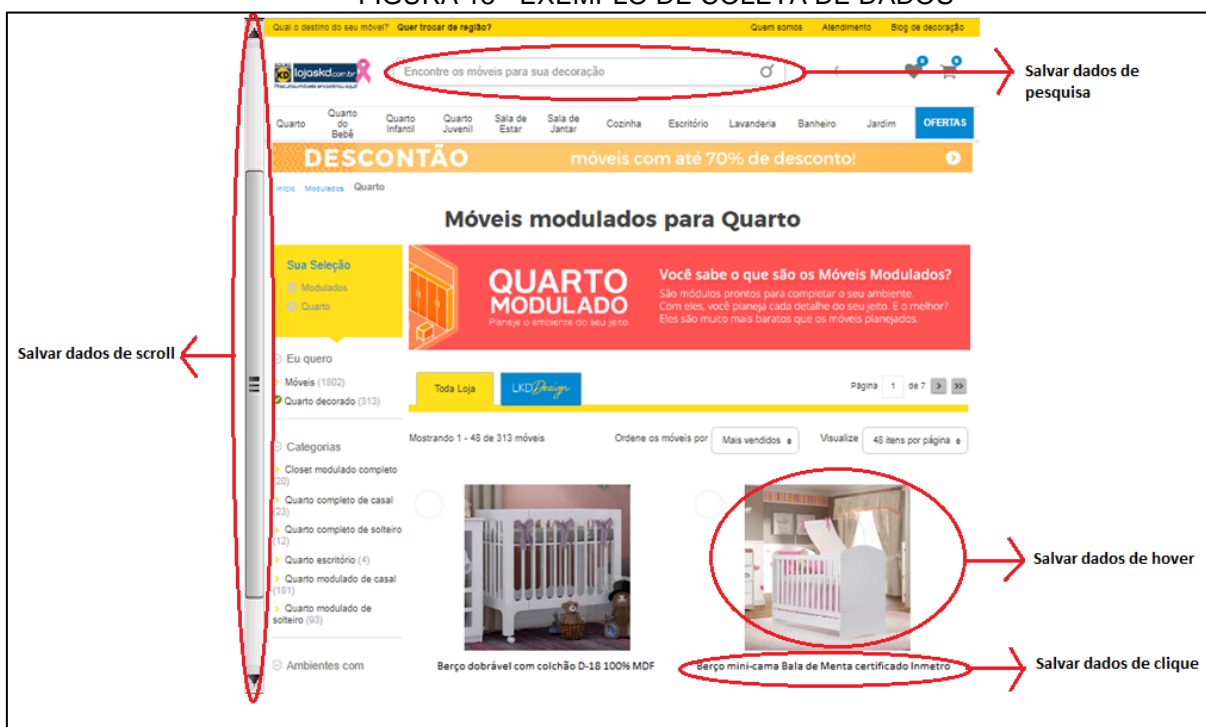 Qual o destino do seu móvel? Quer trocar de região? Quem somos Atendimento Blog de decoração
KD lojaskd.com.br
Encontre os móveis para sua decoração
0 0
Salvar dados de
pesquisa
Quarto
Quarto do Bebê
Quarto Infantil
Quarto Juvenil
Sala de Estar
Sala de Jantar
Cozinha Escritório Lavanderia Banheiro Jardim OFERTAS
DESCONTÃO móveis com até 70% de desconto!
Início Modulados Quarto
Móveis modulados para Quarto
Sua Seleção
Modulados
Quarto
QUARTO
MODULADO
Planeje o ambiente do seu jeito
Você sabe o que são os Móveis Modulados?
São módulos prontos para completar o seu ambiente.
Com eles, você planeja cada detalhe do seu jeito. E o melhor?
Eles são muito mais baratos que os móveis planejados.
Salvar dados de scroll
Eu quero
Móveis (1802)
Quarto decorado (313)
Toda Loja LKD Design Página 1 de 7 > >>
Mostrando 1 - 48 de 313 móveis Ordene os móveis por Mais vendidos Visualize 48 itens por página
Categorias
Closet modulado completo
(20)
Quarto completo de casal
(23)
Quarto completo de solteiro
(12)
Quarto escritório (4)
Quarto modulado de casal
(181)
Quarto modulado de
solteiro (93)
Ambientes com
Salvar dados de hover
Berço dobrável com colchão D-18 100% MDF
Berço mini-cama Bala de Menta certificado Inmetro
Salvar dados de clique